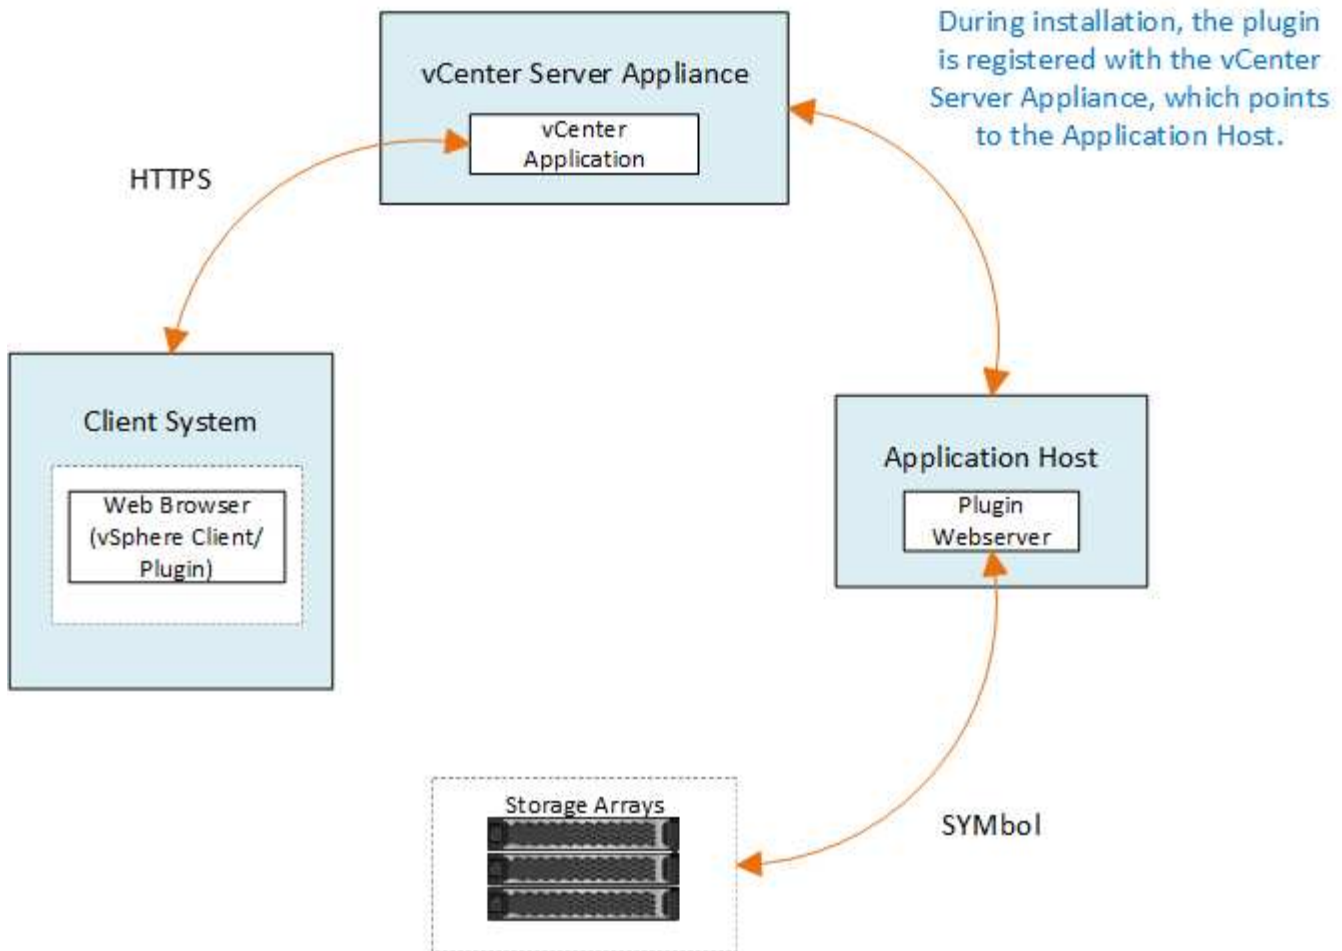 During installation, the plugin
is registered with the vCenter
Server Appliance, which points
to the Application Host.
vCenter Server Appliance
vCenter
Application
HTTPS
Client System
Web Browser
(vSphere Client/
Plugin)
Application Host
Plugin
Webserver
Storage Arrays
SYMbol